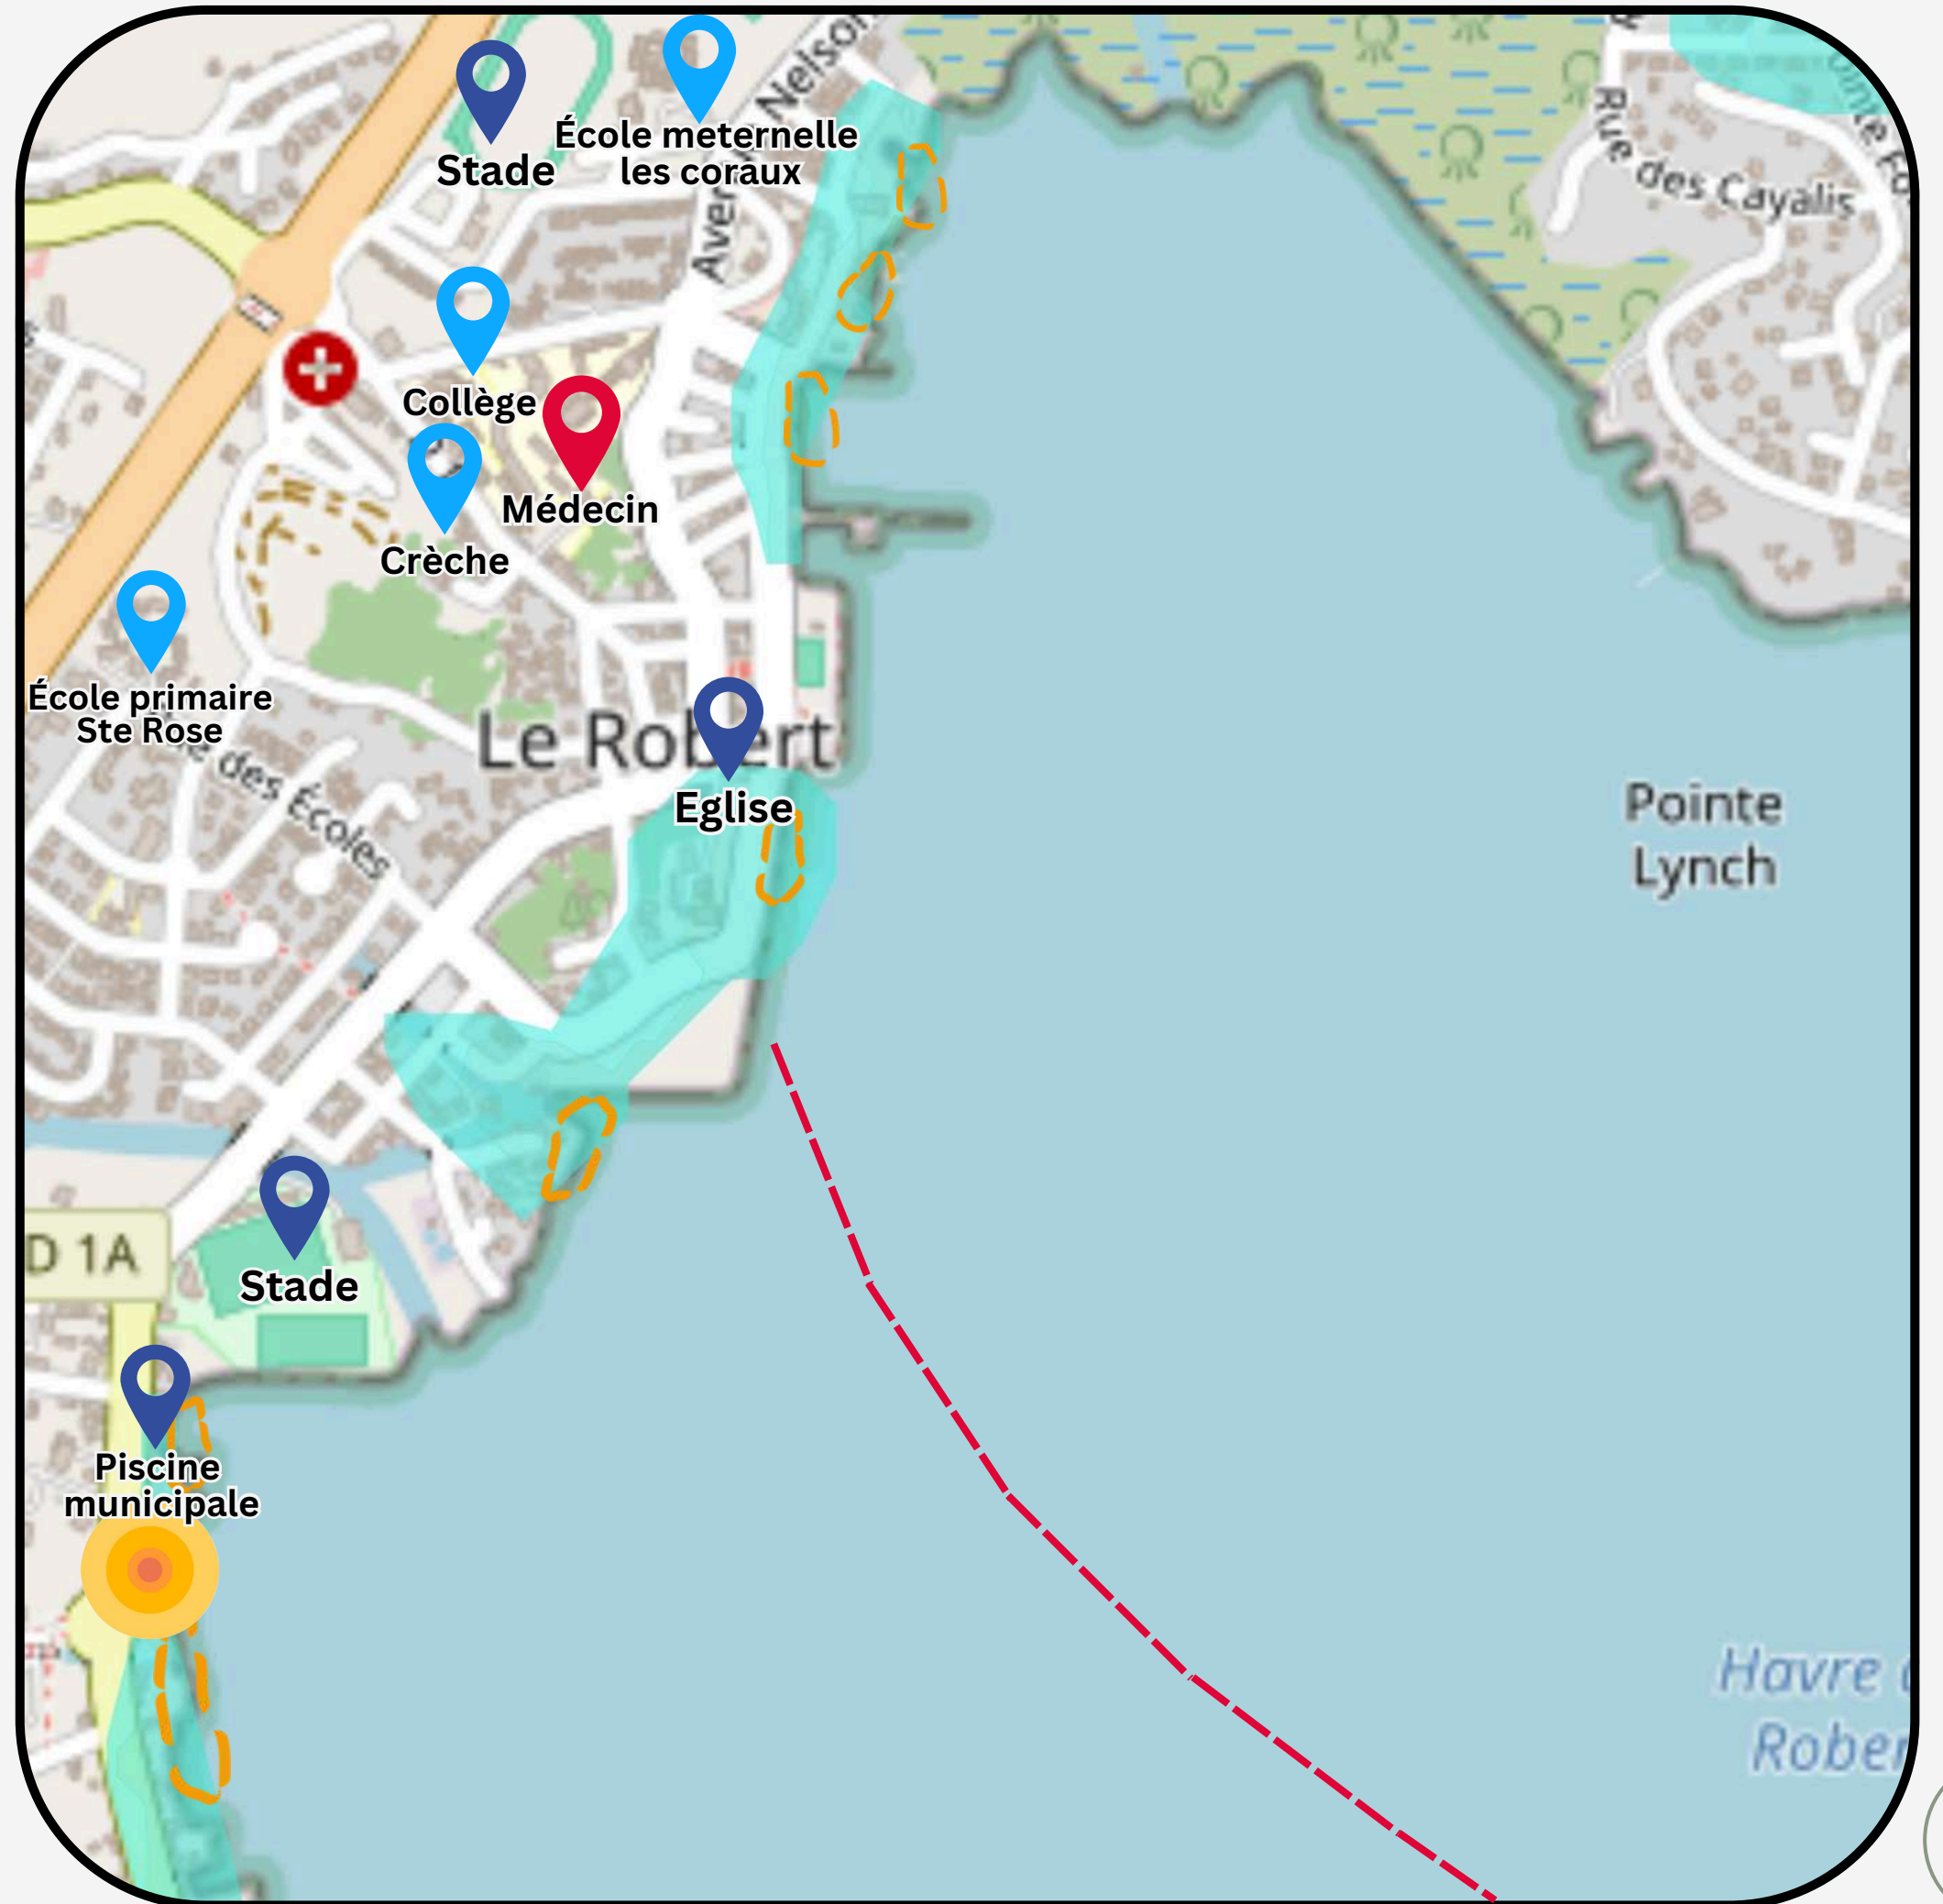 Stade
École meternelle
les coraux
Nelson
Rue des Cayalis
Collège
Médecin
Crèche
École primaire
Ste Rose
des Écoles
Le Robert
Eglise
Pointe
Lynch
D 1A
Stade
Piscine
municipale
Havre